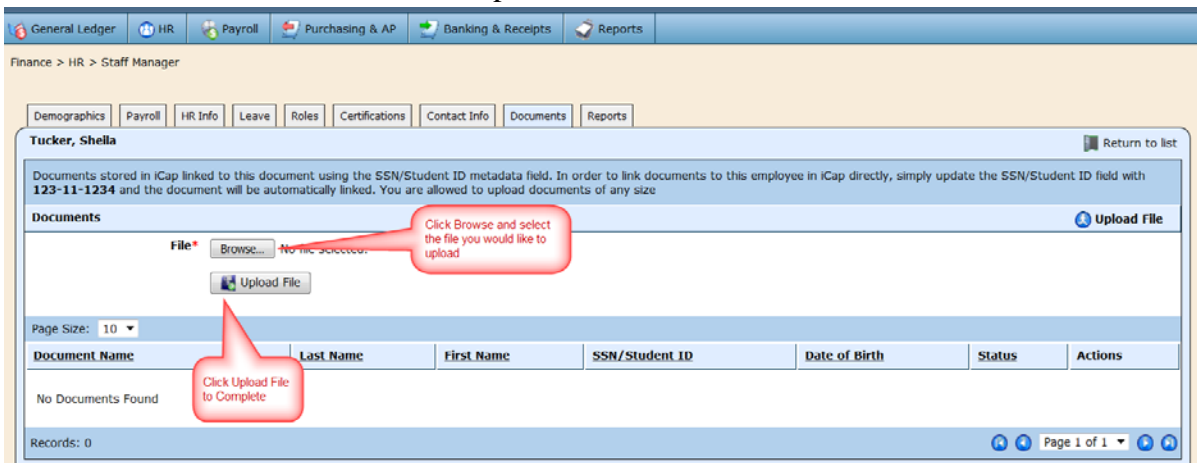 General Ledger HR Payroll Purchasing & AP Banking & Receipts Reports
Finance > HR > Staff Manager
Demographics Payroll HR Info Leave Roles Certifications Contact Info Documents Reports
Tucker, Shella Return to list
Documents stored in iCap linked to this document using the SSN/Student ID metadata field. In order to link documents to this employee in iCap directly, simply update the SSN/Student ID field with
123-11-1234 and the document will be automatically linked. You are allowed to upload documents of any size
Documents Upload File
File* Browse... No file selected.
Click Browse and select
the file you would like to
upload
Upload File
Page Size: 10
Document Name Last Name First Name SSN/Student ID Date of Birth Status Actions
Click Upload File
to Complete
No Documents Found
Records: 0 Page 1 of 1